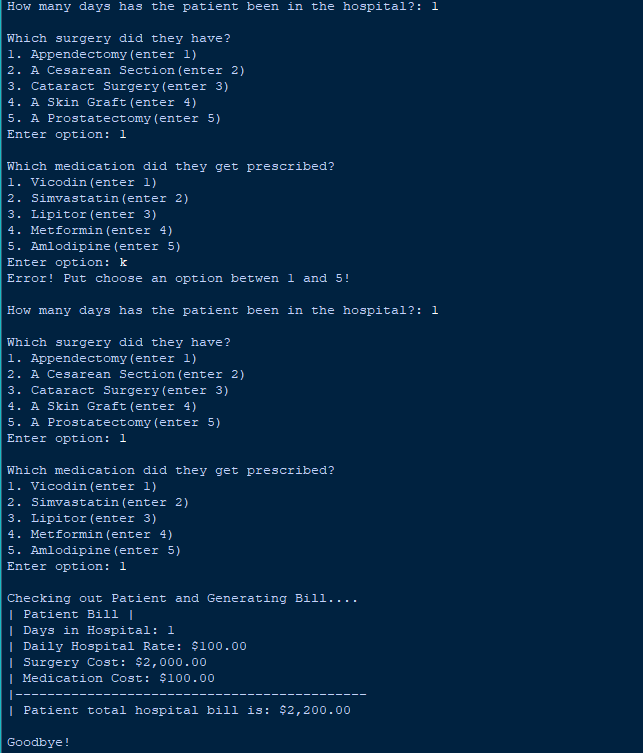 How many days has the patient been in the hospital?: 1
Which surgery did they have?
1. Appendectomy(enter 1)
2. A Cesarean Section(enter 2)
3. Cataract Surgery(enter 3)
4. A Skin Graft(enter 4)
5. A Prostatectomy(enter 5)
Enter option: 1
Which medication did they get prescribed?
1. Vicodin(enter 1)
2. Simvastatin(enter 2)
3. Lipitor(enter 3)
4. Metformin(enter 4)
5. Amlodipine(enter 5)
Enter option: k
Error! Put choose an option betwen 1 and 5!
How many days has the patient been in the hospital?: 1
Which surgery did they have?
1. Appendectomy(enter 1)
2. A Cesarean Section(enter 2)
3. Cataract Surgery(enter 3)
4. A Skin Graft(enter 4)
5. A Prostatectomy(enter 5)
Enter option: 1
Which medication did they get prescribed?
1. Vicodin(enter 1)
2. Simvastatin(enter 2)
3. Lipitor(enter 3)
4. Metformin(enter 4)
5. Amlodipine(enter 5)
Enter option: 1
Checking out Patient and Generating Bill....
| Patient Bill |
| Days in Hospital: 1
| Daily Hospital Rate: $100.00
| Surgery Cost: $2,000.00
| Medication Cost: $100.00
|--------------------------------------------
| Patient total hospital bill is: $2,200.00
Goodbye!